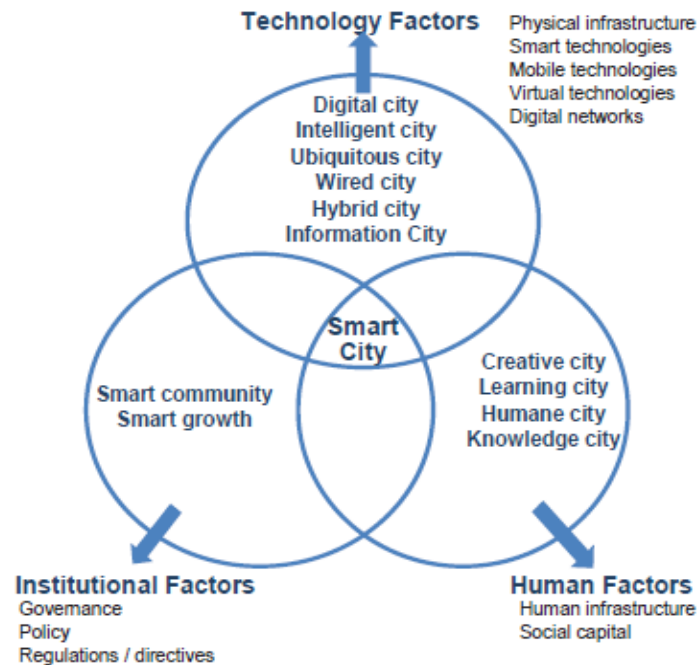 Technology Factors
Physical infrastructure
Smart technologies
Mobile technologies
Virtual technologies
Digital networks
Digital city
Intelligent city
Ubiquitous city
Wired city
Hybrid city
Information City
Smart
City
Smart community
Smart growth
Creative city
Learning city
Humane city
Knowledge city
Institutional Factors
Governance
Policy
Regulations / directives
Human Factors
Human infrastructure
Social capital